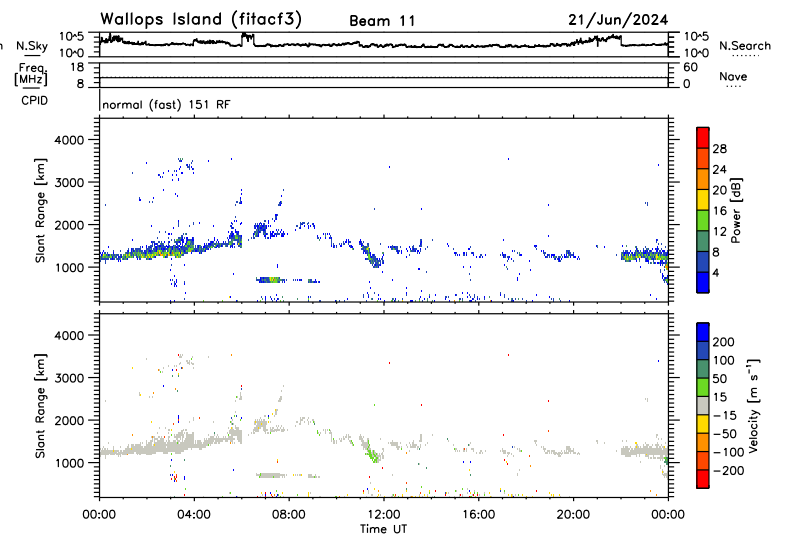 Wallops Island (fitacf3) Beam 11 21/Jun/2024
n N.Sky 10^5 10^0 10^5 10^0 N.Search
Freq. [MHz] 18 8 60 0 Nave
CPID normal (fast) 151 RF
Slant Range [km]
4000
3000
2000
1000
28
24
20
16
12
8
4
Power [dB]
Slant Range [km]
4000
3000
2000
1000
200
100
50
15
-15
-50
-100
-200
Velocity [m s⁻¹]
00:00 04:00 08:00 12:00 16:00 20:00 00:00
Time UT